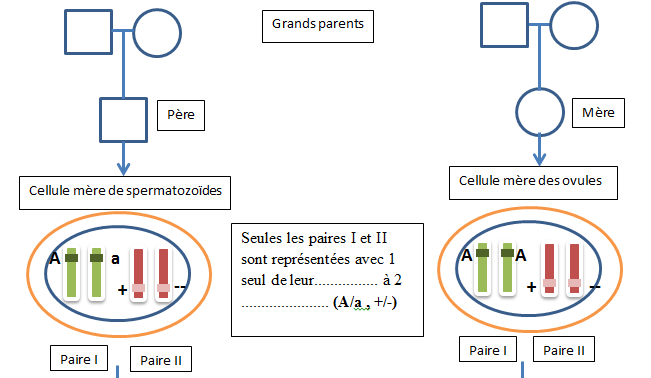 Grands parents
Père
Mère
Cellule mère de spermatozoïdes
Cellule mère des ovules
A a
+ --
Seules les paires I et II
sont représentées avec 1
seul de leur................ à 2
...................... (A/a , +/-)
A A
+ --
Paire I Paire II
Paire I Paire II